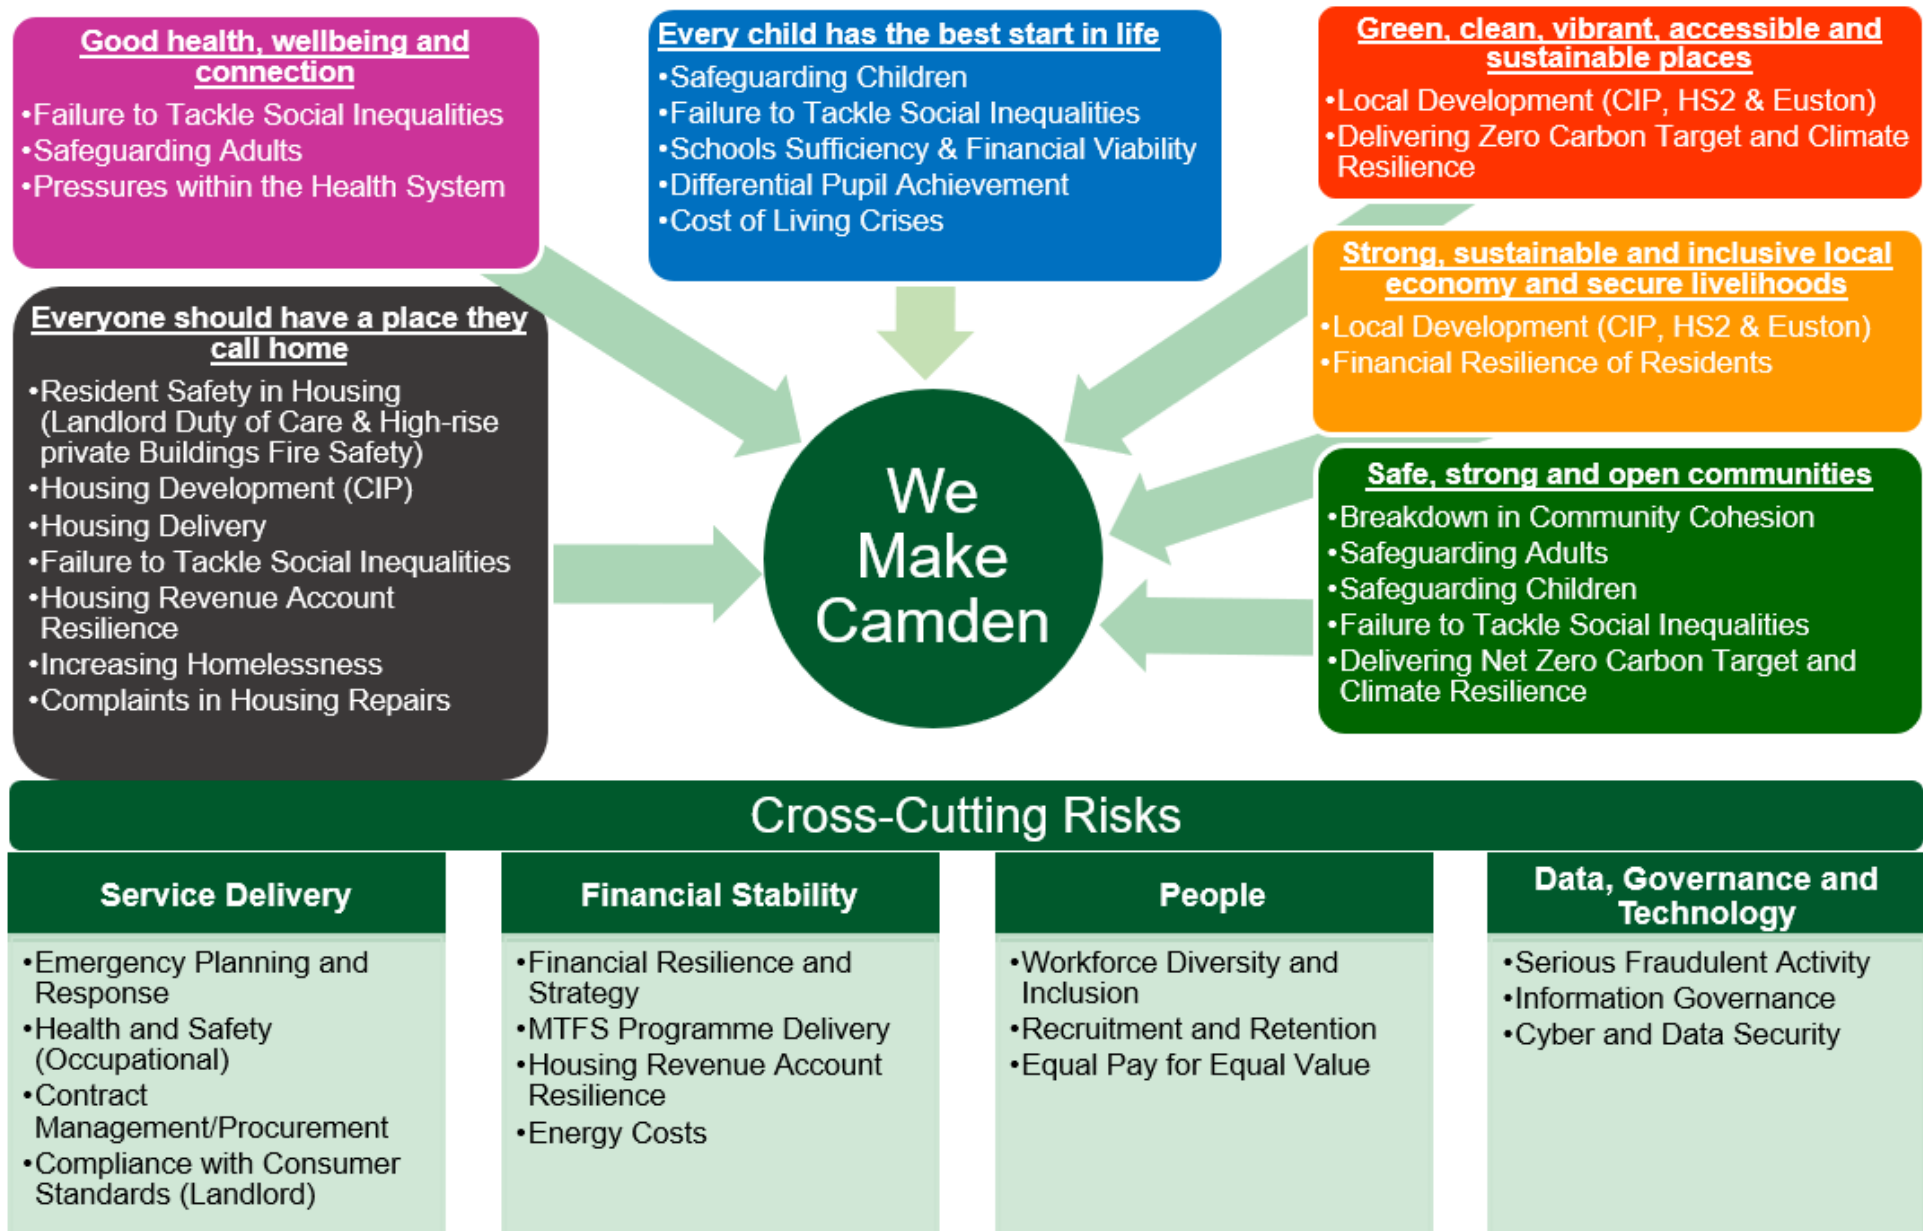 Good health, wellbeing and
connection
•Failure to Tackle Social Inequalities
•Safeguarding Adults
•Pressures within the Health System
Every child has the best start in life
•Safeguarding Children
•Failure to Tackle Social Inequalities
•Schools Sufficiency & Financial Viability
•Differential Pupil Achievement
•Cost of Living Crises
Green, clean, vibrant, accessible and
sustainable places
•Local Development (CIP, HS2 & Euston)
•Delivering Zero Carbon Target and Climate
Resilience
Strong, sustainable and inclusive local
economy and secure livelihoods
•Local Development (CIP, HS2 & Euston)
•Financial Resilience of Residents
Everyone should have a place they
call home
•Resident Safety in Housing
(Landlord Duty of Care & High-rise
private Buildings Fire Safety)
•Housing Development (CIP)
•Housing Delivery
•Failure to Tackle Social Inequalities
•Housing Revenue Account
Resilience
•Increasing Homelessness
•Complaints in Housing Repairs
We
Make
Camden
Safe, strong and open communities
•Breakdown in Community Cohesion
•Safeguarding Adults
•Safeguarding Children
•Failure to Tackle Social Inequalities
•Delivering Net Zero Carbon Target and
Climate Resilience
Cross-Cutting Risks
Service Delivery
•Emergency Planning and
Response
•Health and Safety
(Occupational)
•Contract
Management/Procurement
•Compliance with Consumer
Standards (Landlord)
Financial Stability
•Financial Resilience and
Strategy
•MTFS Programme Delivery
•Housing Revenue Account
Resilience
•Energy Costs
People
•Workforce Diversity and
Inclusion
•Recruitment and Retention
•Equal Pay for Equal Value
Data, Governance and
Technology
•Serious Fraudulent Activity
•Information Governance
•Cyber and Data Security